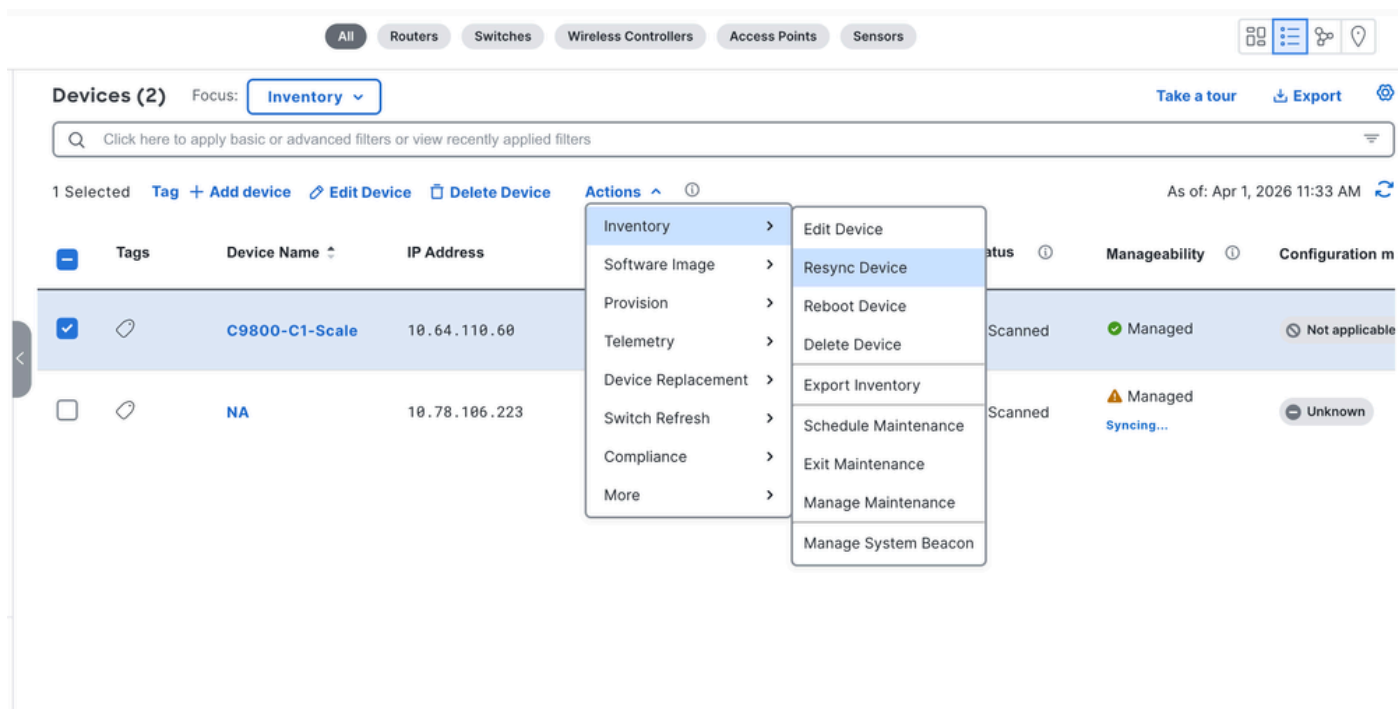 All Routers Switches Wireless Controllers Access Points Sensors
Devices (2) Focus: Inventory Take a tour Export
Click here to apply basic or advanced filters or view recently applied filters
1 Selected Tag + Add device Edit Device Delete Device Actions As of: Apr 1, 2026 11:33 AM
Tags Device Name IP Address atus Manageability Configuration m
C9800-C1-Scale 10.64.110.60 Scanned Managed Not applicable
NA 10.78.106.223 Scanned Managed Unknown
Syncing...
Inventory
Software Image
Provision
Telemetry
Device Replacement
Switch Refresh
Compliance
More
Edit Device
Resync Device
Reboot Device
Delete Device
Export Inventory
Schedule Maintenance
Exit Maintenance
Manage Maintenance
Manage System Beacon